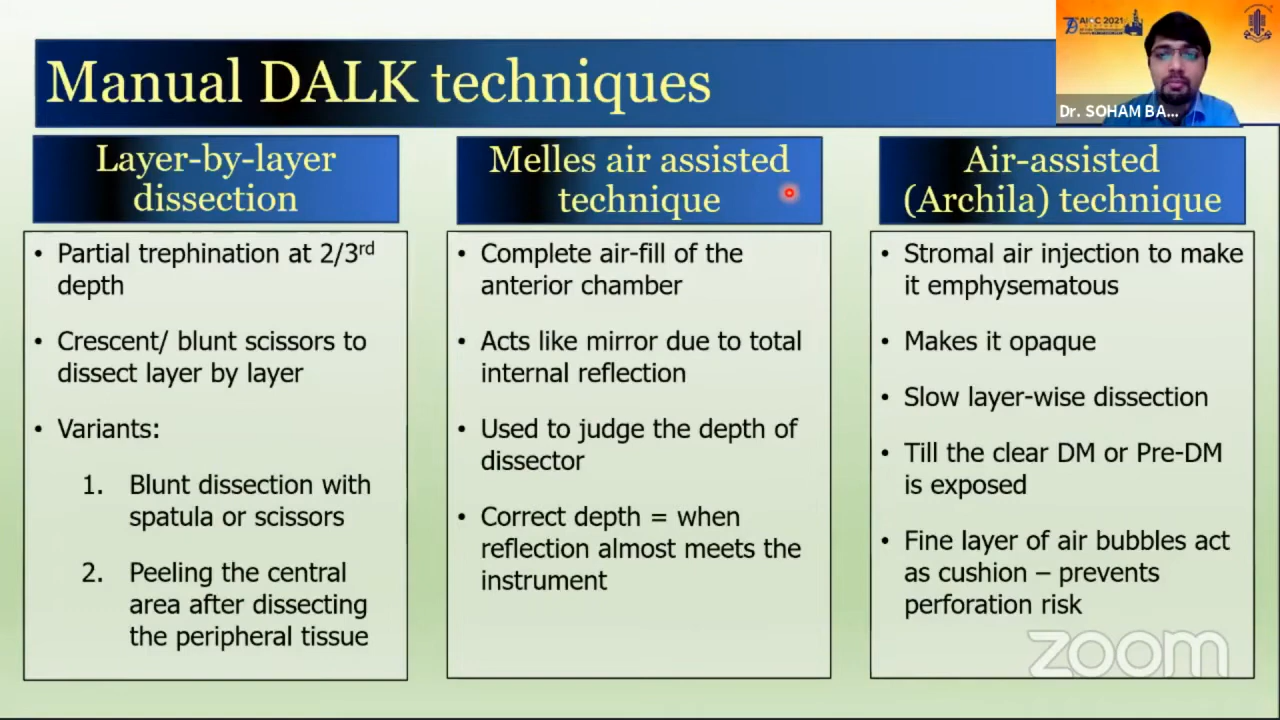 Manual DALK techniques
AIOC 2021
Dr. SOHAM BA...
Layer-by-layer
dissection
• Partial trephination at 2/3rd
depth
• Crescent/ blunt scissors to
dissect layer by layer
• Variants:
1. Blunt dissection with
spatula or scissors
2. Peeling the central
area after dissecting
the peripheral tissue
Melles air assisted
technique
• Complete air-fill of the
anterior chamber
• Acts like mirror due to total
internal reflection
• Used to judge the depth of
dissector
• Correct depth = when
reflection almost meets the
instrument
Air-assisted
(Archila) technique
• Stromal air injection to make
it emphysematous
• Makes it opaque
• Slow layer-wise dissection
• Till the clear DM or Pre-DM
is exposed
• Fine layer of air bubbles act
as cushion – prevents
perforation risk
zoom